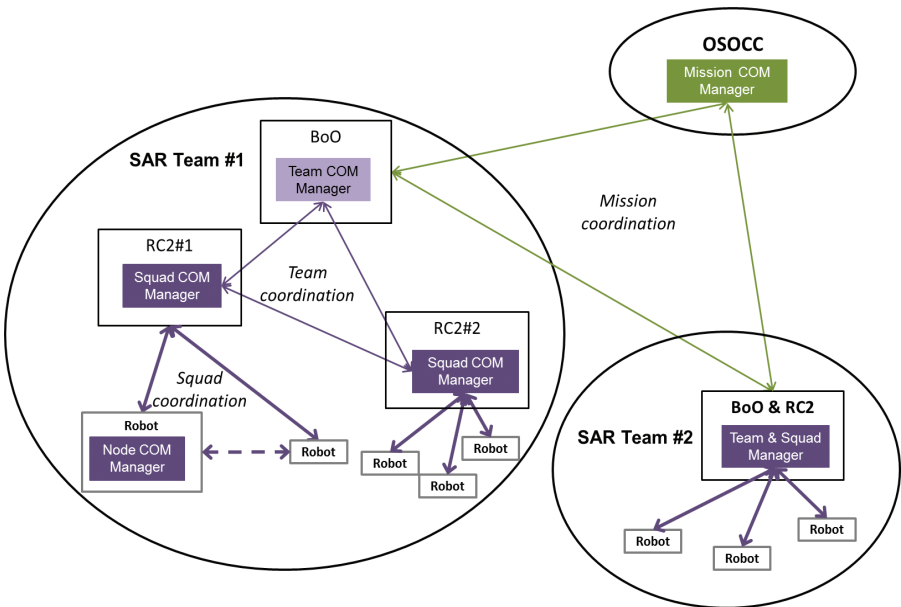 OSOCC
Mission COM
Manager
SAR Team #1
BoO
Team COM
Manager
Mission
coordination
RC2#1
Squad COM
Manager
Team
coordination
RC2#2
Squad COM
Manager
Squad
coordination
Robot
Node COM
Manager
Robot
Robot
Robot
Robot
SAR Team #2
BoO & RC2
Team & Squad
Manager
Robot
Robot
Robot